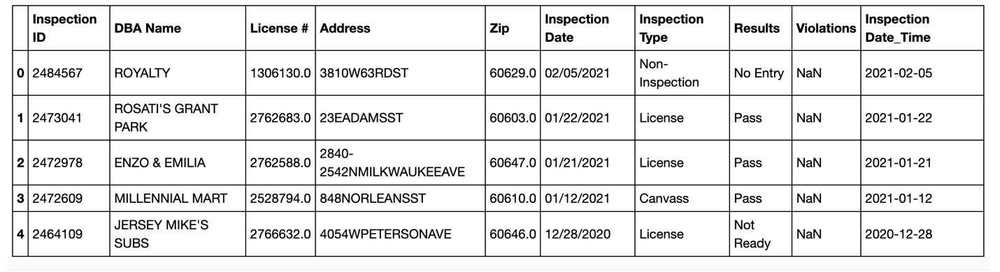 Inspection ID DBA Name License # Address Zip Inspection Date Inspection Type Results Violations Inspection Date_Time
0 2484567 ROYALTY 1306130.0 3810W63RDST 60629.0 02/05/2021 Non-Inspection No Entry NaN 2021-02-05
1 2473041 ROSATI'S GRANT PARK 2762683.0 23EADAMSST 60603.0 01/22/2021 License Pass NaN 2021-01-22
2 2472978 ENZO & EMILIA 2762588.0 2840-2542NMILKWAUKEEAVE 60647.0 01/21/2021 License Pass NaN 2021-01-21
3 2472609 MILLENNIAL MART 2528794.0 848NORLEANSST 60610.0 01/12/2021 Canvass Pass NaN 2021-01-12
4 2464109 JERSEY MIKE'S SUBS 2766632.0 4054WPETERSONAVE 60646.0 12/28/2020 License Not Ready NaN 2020-12-28